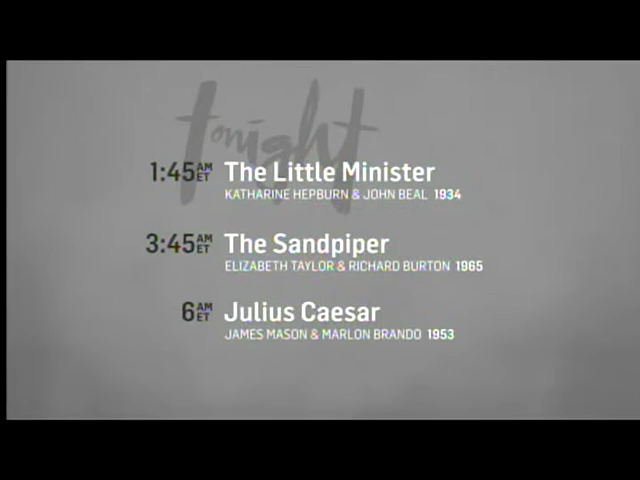 tonight
1:45 AM ET The Little Minister
KATHARINE HEPBURN & JOHN BEAL 1934
3:45 AM ET The Sandpiper
ELIZABETH TAYLOR & RICHARD BURTON 1965
6 AM ET Julius Caesar
JAMES MASON & MARLON BRANDO 1953